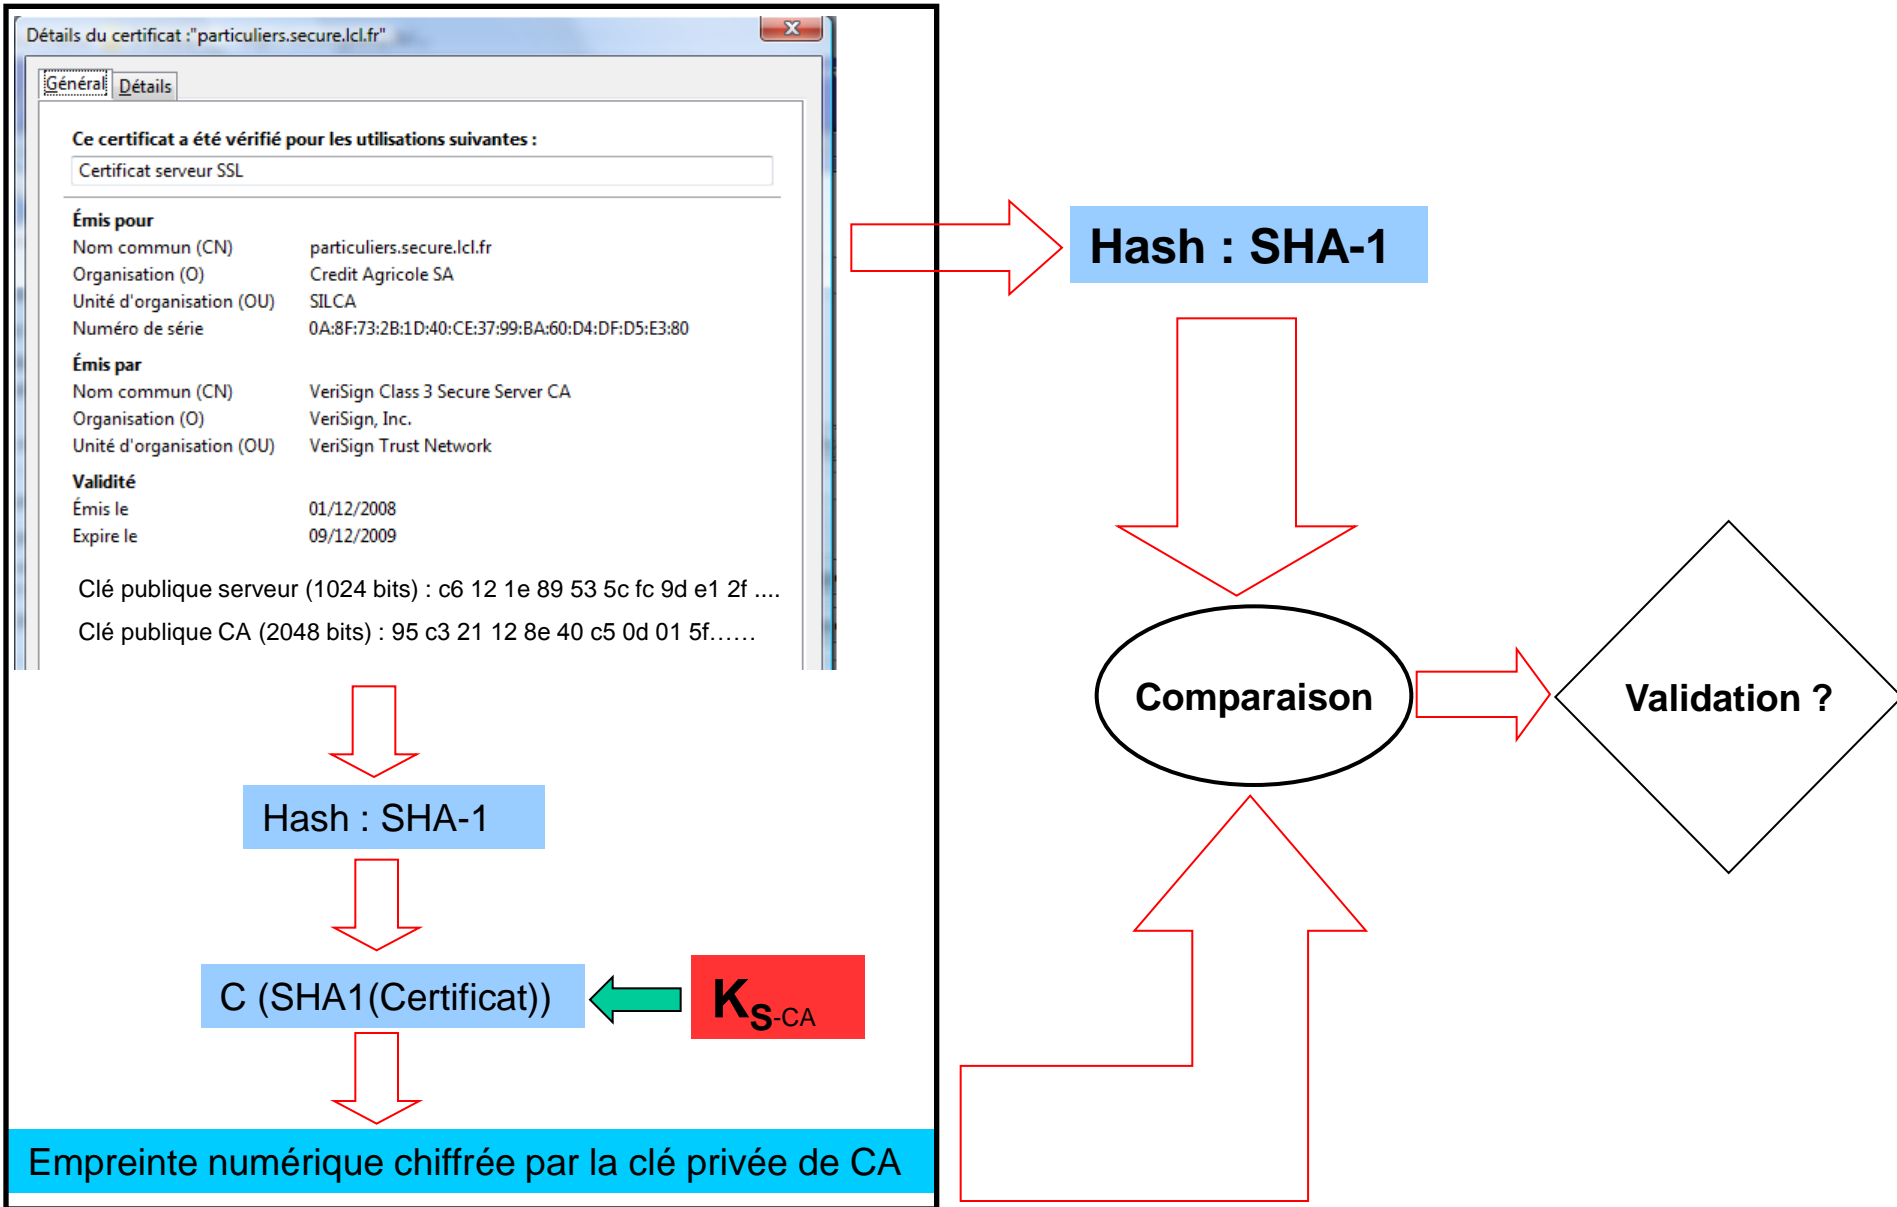 Détails du certificat :"particuliers.secure.lcl.fr"
X
Général Détails
Ce certificat a été vérifié pour les utilisations suivantes :
Certificat serveur SSL
Émis pour
Nom commun (CN) particuliers.secure.lcl.fr
Organisation (O) Credit Agricole SA
Unité d'organisation (OU) SILCA
Numéro de série 0A:8F:73:2B:1D:40:CE:37:99:BA:60:D4:DF:D5:E3:80
Émis par
Nom commun (CN) VeriSign Class 3 Secure Server CA
Organisation (O) VeriSign, Inc.
Unité d'organisation (OU) VeriSign Trust Network
Validité
Émis le 01/12/2008
Expire le 09/12/2009
Clé publique serveur (1024 bits) : c6 12 1e 89 53 5c fc 9d e1 2f ....
Clé publique CA (2048 bits) : 95 c3 21 12 8e 40 c5 0d 01 5f……
Hash : SHA-1
C (SHA1(Certificat))
KS-CA
Empreinte numérique chiffrée par la clé privée de CA
Hash : SHA-1
Comparaison
Validation ?